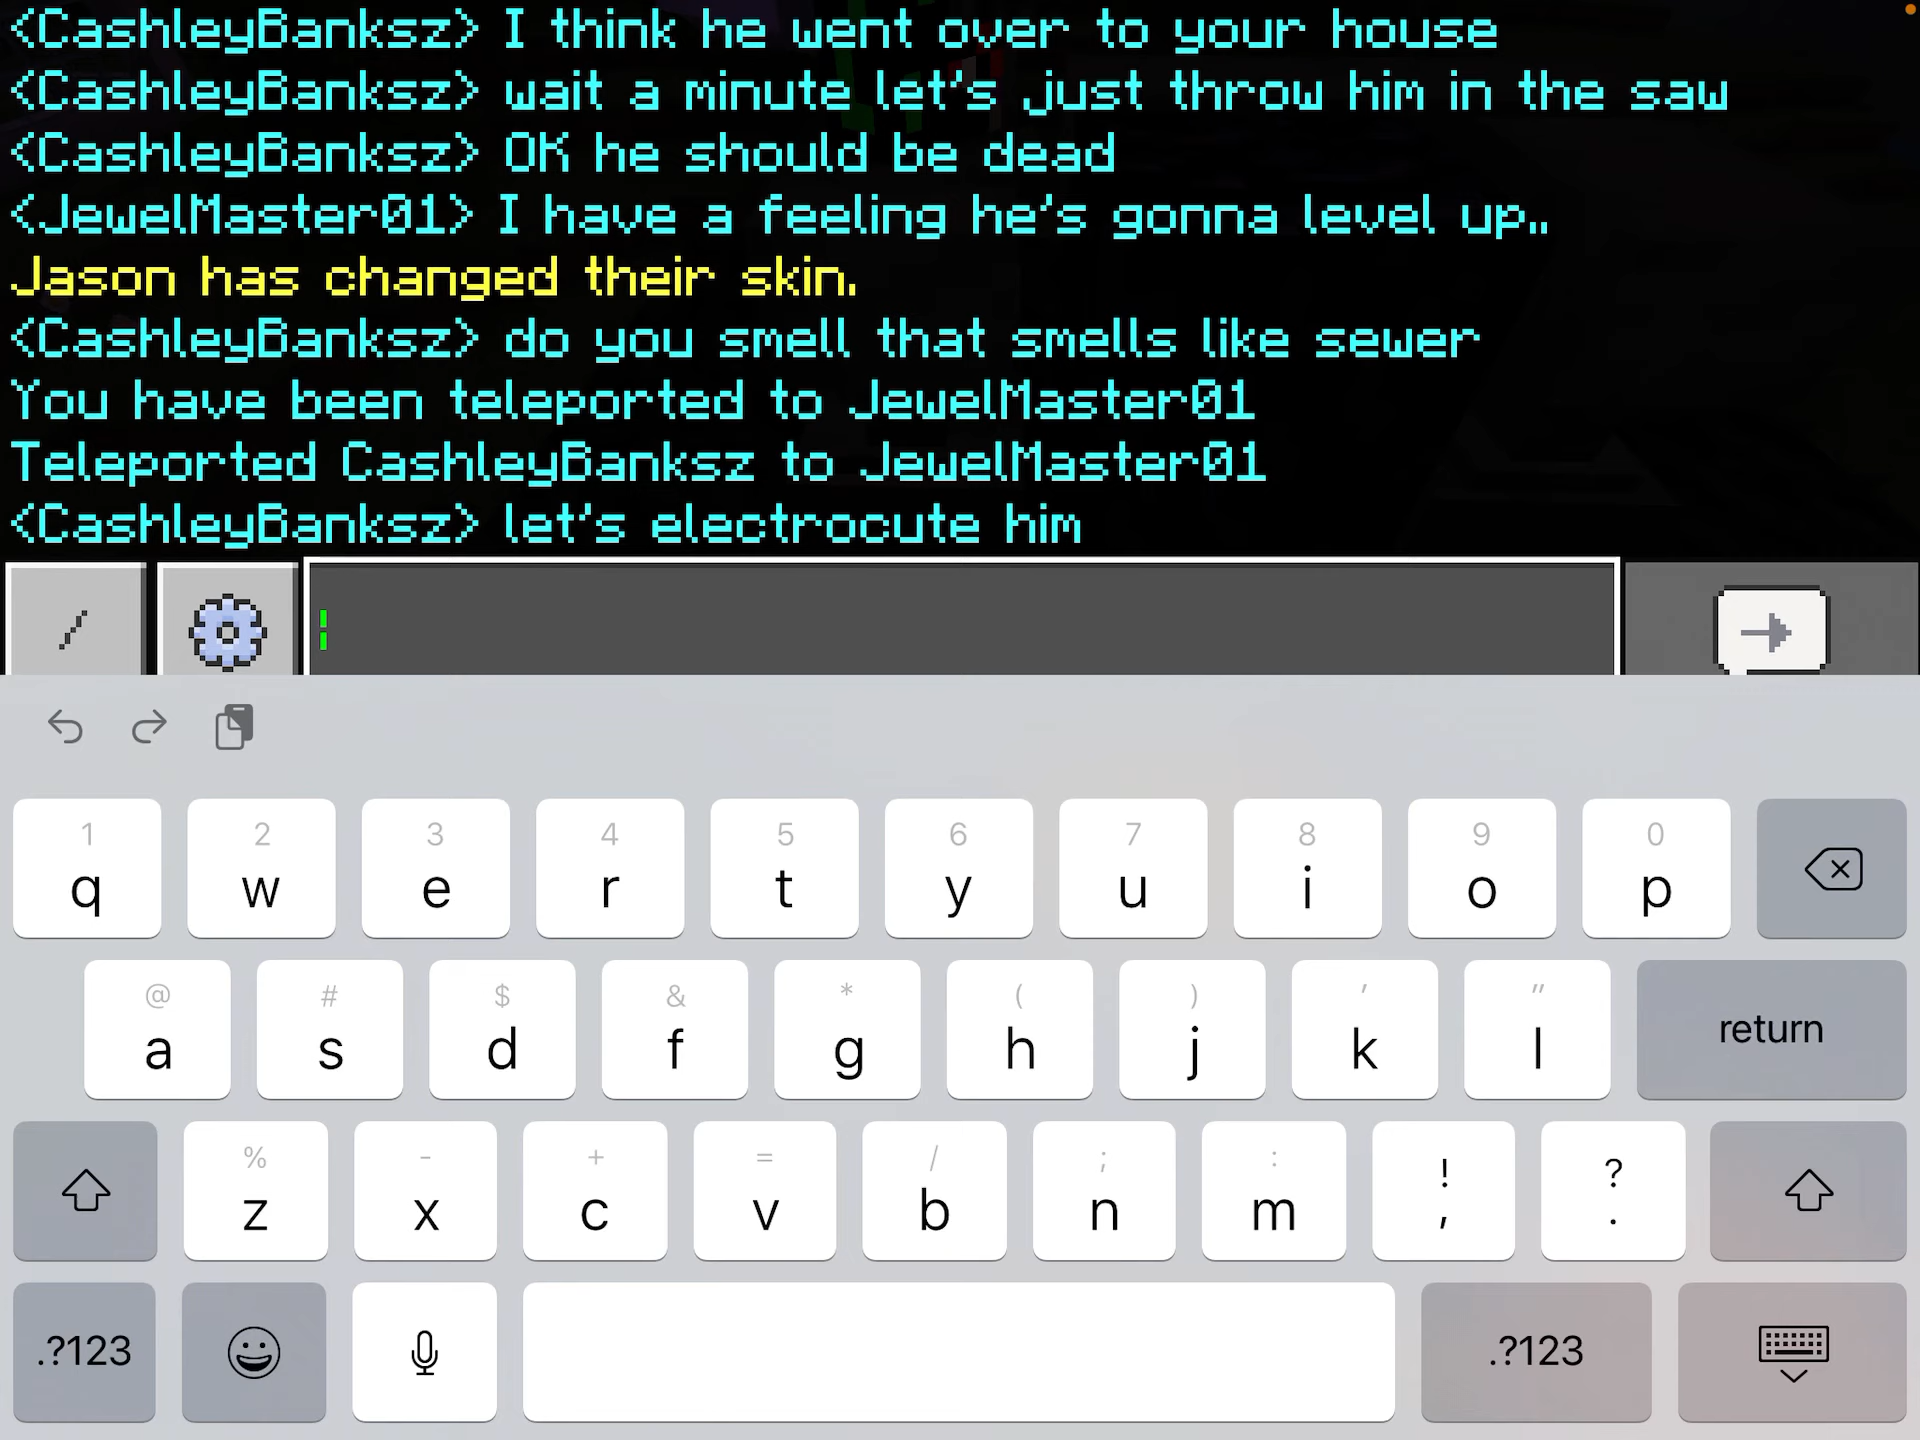 <CashleyBanksz> I think he went over to your house
<CashleyBanksz> wait a minute let's just throw him in the saw
<CashleyBanksz> OK he should be dead
<JewelMaster01> I have a feeling he's gonna level up..
Jason has changed their skin.
<CashleyBanksz> do you smell that smells like sewer
You have been teleported to JewelMaster01
Teleported CashleyBanksz to JewelMaster01
<CashleyBanksz> let's electrocute him
/
1 2 3 4 5 6 7 8 9 0
q w e r t y u i o p
@ # $ & * ( ) ' "
a s d f g h j k l return
% - + = / ; : ! ?
z x c v b n m , .
.?123 .?123